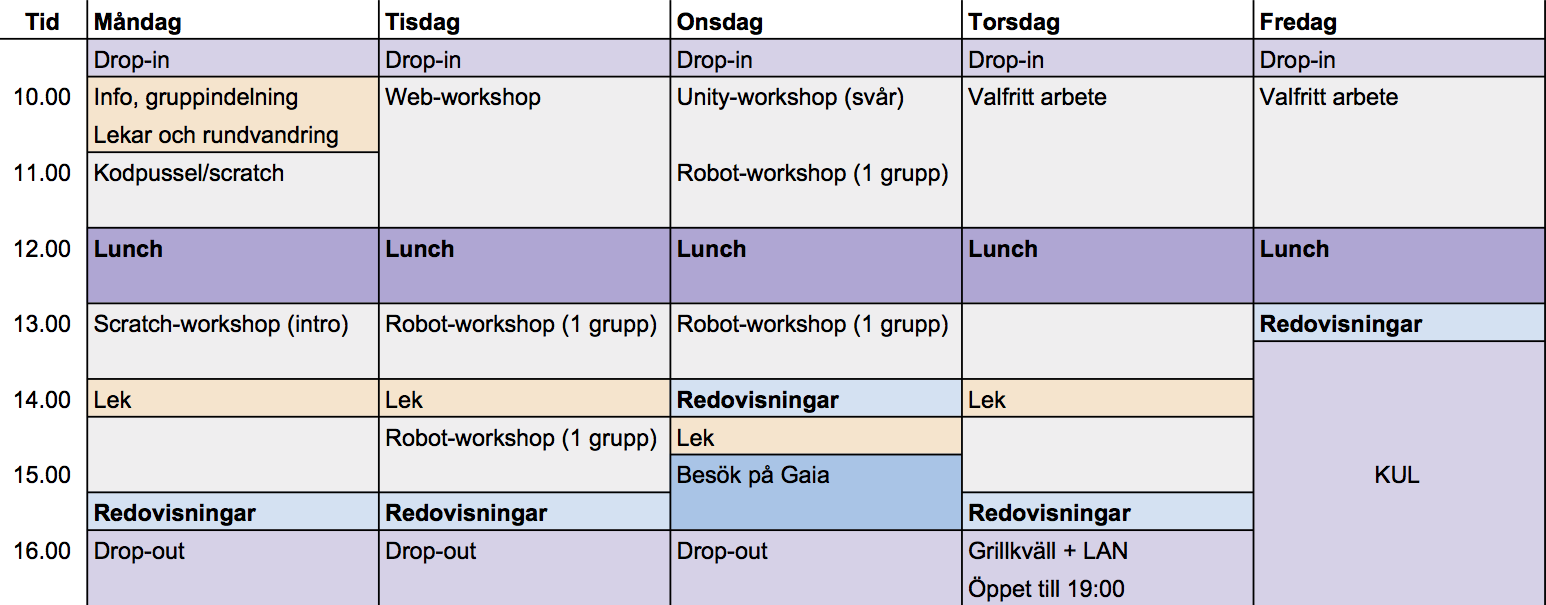 Tid Måndag Tisdag Onsdag Torsdag Fredag
Drop-in Drop-in Drop-in Drop-in Drop-in
10.00 Info, gruppindelning Web-workshop Unity-workshop (svår) Valfritt arbete Valfritt arbete
Lekar och rundvandring
11.00 Kodpussel/scratch Robot-workshop (1 grupp)
12.00 Lunch Lunch Lunch Lunch Lunch
13.00 Scratch-workshop (intro) Robot-workshop (1 grupp) Robot-workshop (1 grupp) Redovisningar
14.00 Lek Lek Redovisningar Lek
Robot-workshop (1 grupp) Lek
15.00 Besök på Gaia KUL
Redovisningar Redovisningar Redovisningar
16.00 Drop-out Drop-out Drop-out Grillkväll + LAN
Öppet till 19:00